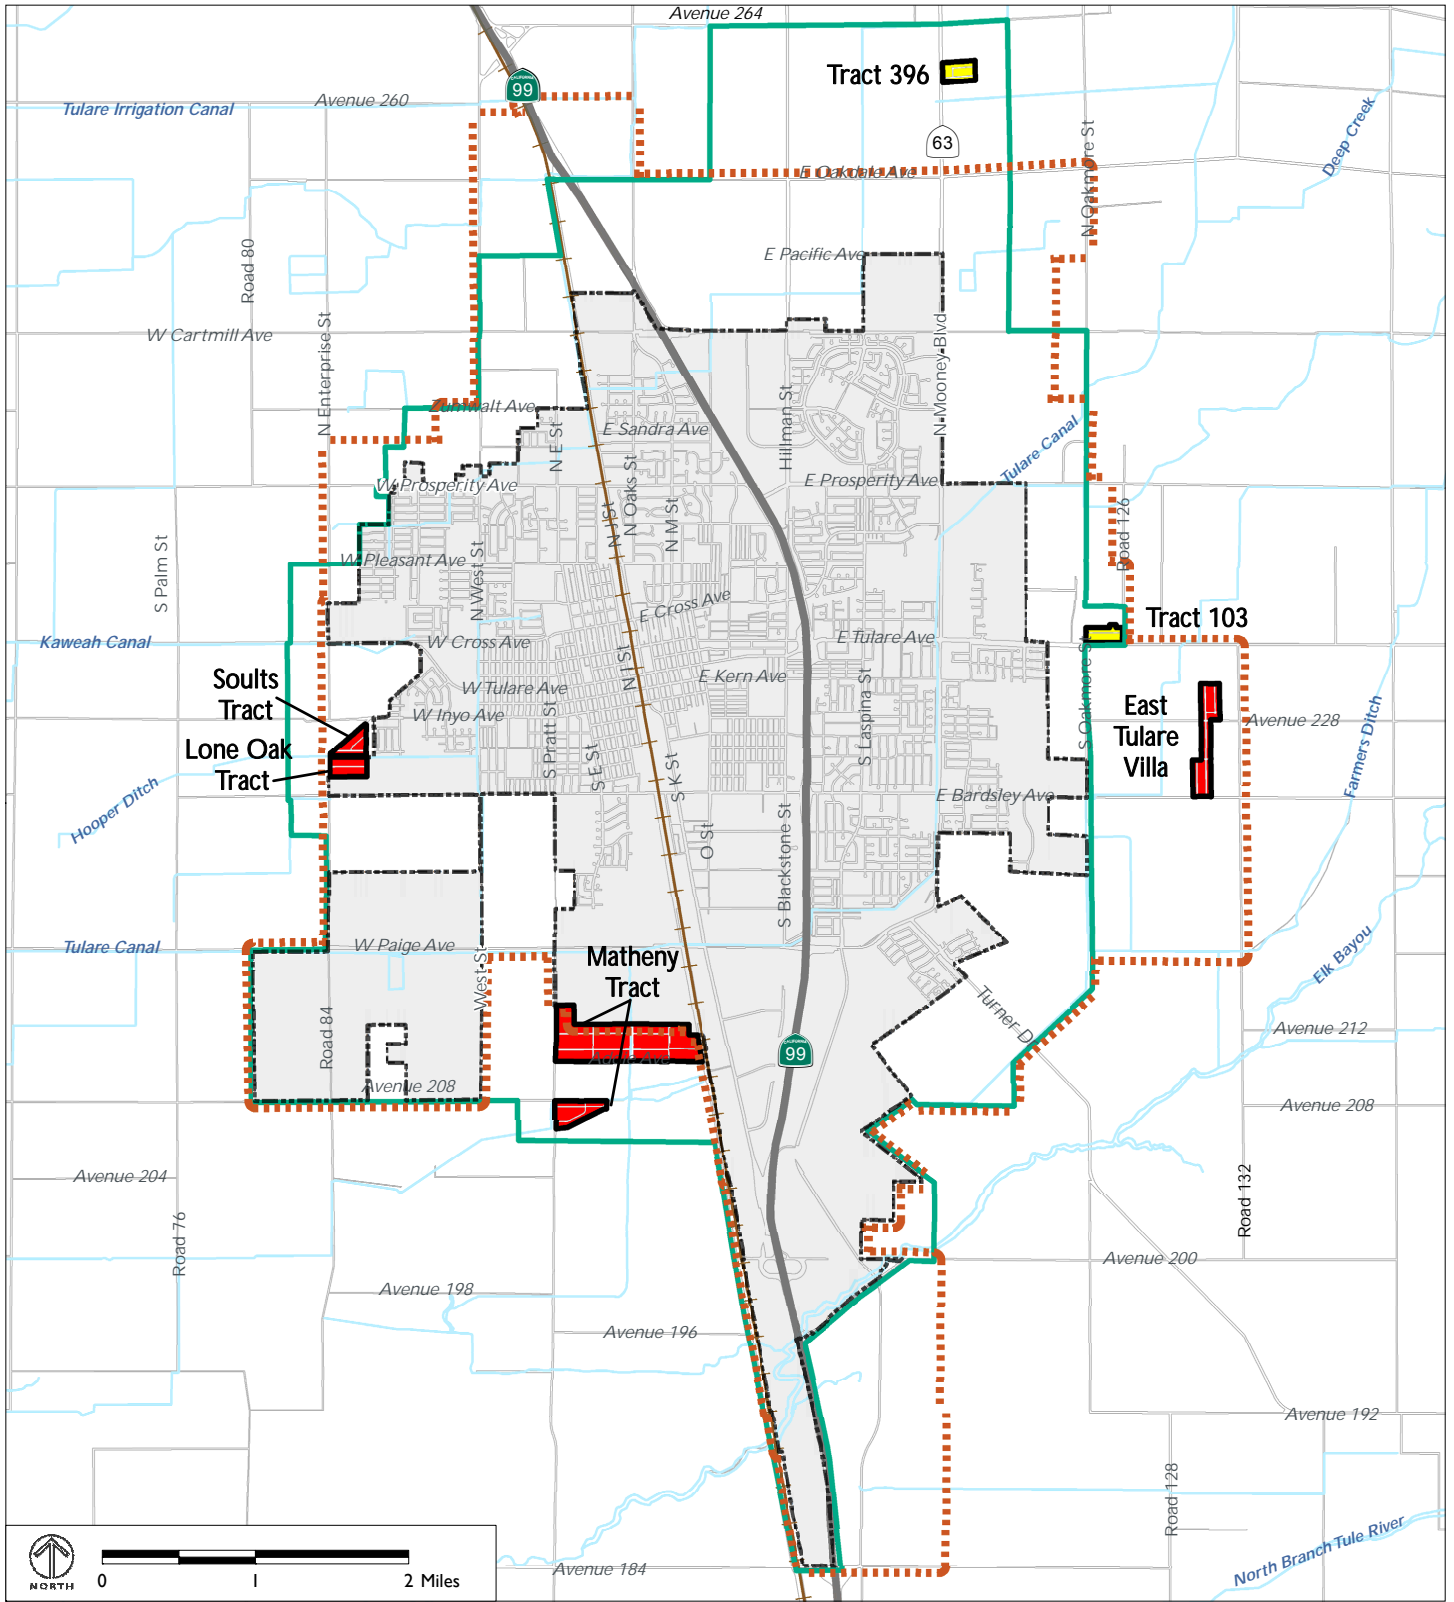 Avenue 264
Tract 396
CALIFORNIA
99
Avenue 260
Tulare Irrigation Canal
63
Deep Creek
N Oakmore St
E Oakdale Ave
Road 80
E Pacific Ave
N Enterprise St
W Cartmill Ave
N Mooney Blvd
Zumwalt Ave
Hillman St
E Sandra Ave
N E St
Tulare Canal
N Oaks St
W Prosperity Ave
E Prosperity Ave
N J St
N M St
Road 126
S Palm St
W Pleasant Ave
N West St
E Cross Ave
Tract 103
Kaweah Canal
W Cross Ave
E Tulare Ave
N I St
S Oakmore St
Soults
Tract
W Tulare Ave
E Kern Ave
W Inyo Ave
S Laspina St
East
Tulare
Villa
Avenue 228
Farmers Ditch
Lone Oak
Tract
S Pratt St
S E St
S K St
Hooper Ditch
E Bardsley Ave
O St
S Blackstone St
Tulare Canal
W Paige Ave
West St
Matheny
Tract
Elk Bayou
Turner D
Road 84
Avenue 212
CALIFORNIA
99
Addie Ave
Avenue 208
Avenue 208
Avenue 204
Road 132
Road 76
Avenue 200
Avenue 198
Avenue 196
Avenue 192
Road 128
North Branch Tule River
Avenue 184
NORTH
0 1 2 Miles